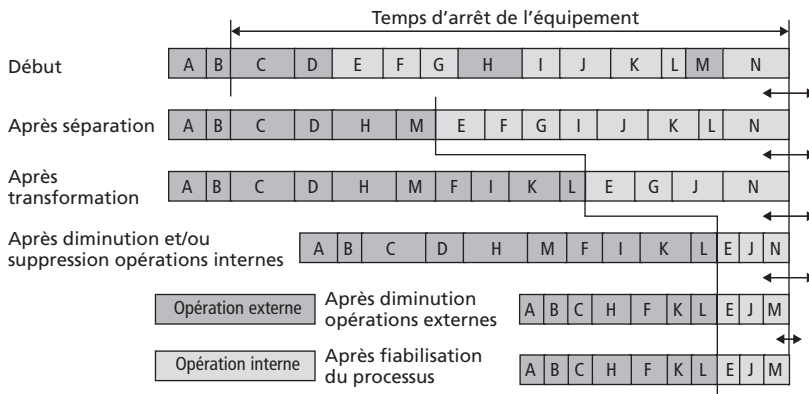 Temps d'arrêt de l'équipement
Début
A B C D E F G H I J K L M N
Après séparation
A B C D H M E F G I J K L N
Après
transformation
A B C D H M F I K L E G J N
Après diminution et/ou
suppression opérations internes
A B C D H M F I K L E J N
Opération externe
Après diminution
opérations externes
A B C H F K L E J M
Opération interne
Après fiabilisation
du processus
A B C H F K L E J M